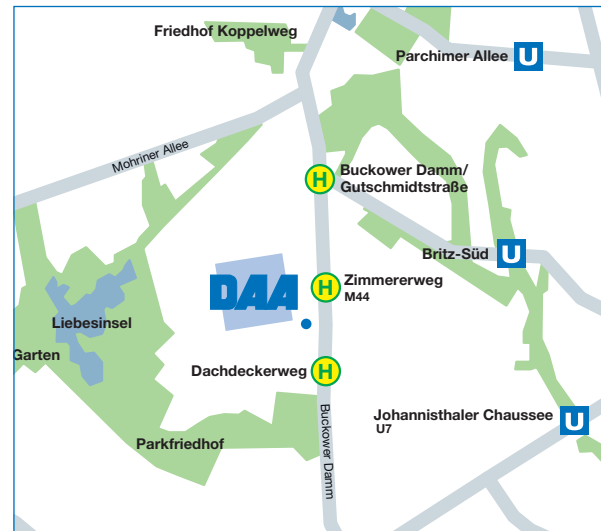 Friedhof Koppelweg
Parchimer Allee
U
Mohriner Allee
H
Buckower Damm/
Gutschmidtstraße
Britz-Süd
U
DAA
H
Zimmererweg
M44
Liebesinsel
Garten
Dachdeckerweg
H
Buckower Damm
Johannisthaler Chaussee
U7
U
Parkfriedhof